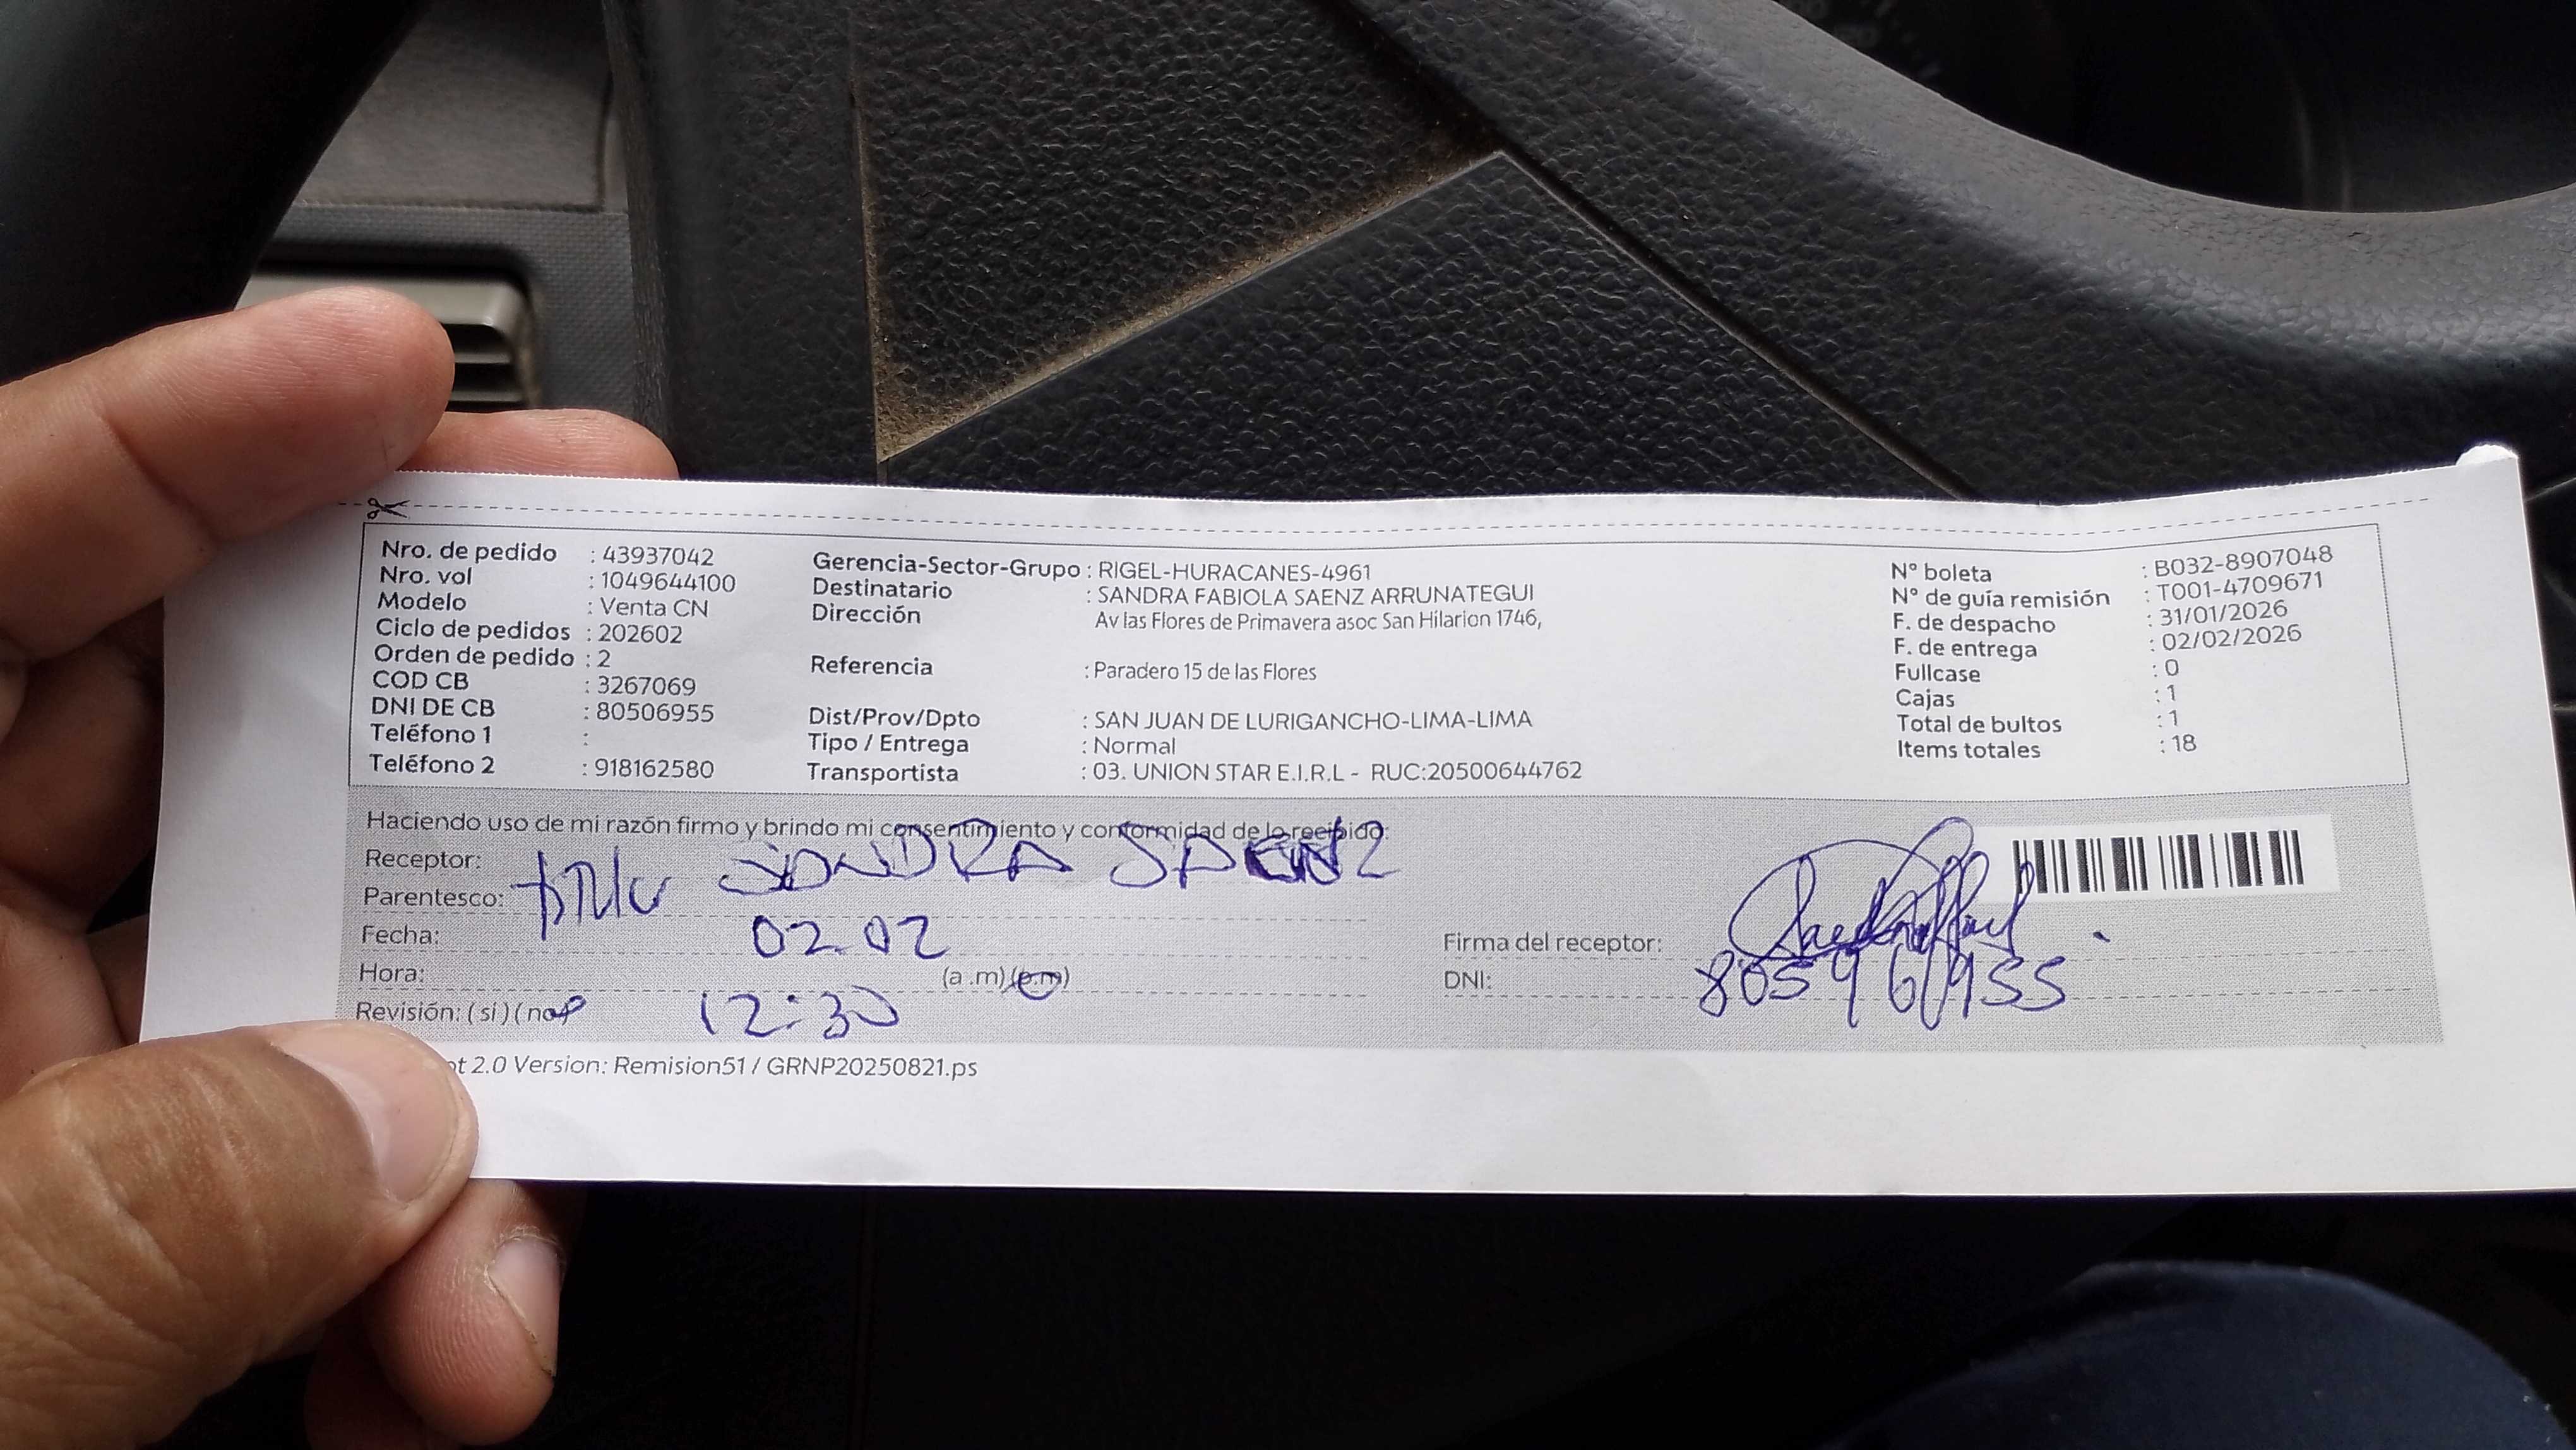 Nro. de pedido : 43937042
Nro. vol : 1049644100
Modelo : Venta CN
Ciclo de pedidos : 202602
Orden de pedido : 2
COD CB : 3267069
DNI DE CB : 80506955
Teléfono 1 :
Teléfono 2 : 918162580
Gerencia-Sector-Grupo : RIGEL-HURACANES-4961
Destinatario : SANDRA FABIOLA SAENZ ARRUNATEGUI
Dirección Av las Flores de Primavera asoc San Hilarion 1746,
Referencia : Paradero 15 de las Flores
Dist/Prov/Dpto : SAN JUAN DE LURIGANCHO-LIMA-LIMA
Tipo / Entrega : Normal
Transportista : 03. UNION STAR E.I.R.L - RUC:20500644762
N° boleta : B032-8907048
N° de guía remisión : T001-4709671
F. de despacho : 31/01/2026
F. de entrega : 02/02/2026
Fullcase : 0
Cajas : 1
Total de bultos : 1
Items totales : 18
Haciendo uso de mi razón firmo y brindo mi consentimiento y conformidad de lo recibido:
Receptor: SANDRA SAENZ
Parentesco:
Fecha: 02.02
Hora: 12:30 (a.m) (p.m)
Revisión: (si) (no)
Firma del receptor:
DNI:
2.0 Version: Remision51 / GRNP20250821.ps